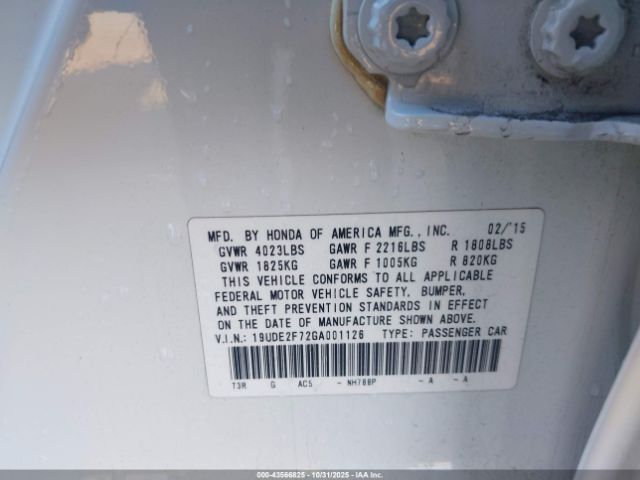 MFD. BY HONDA OF AMERICA MFG., INC. 02/'15
GVWR 4023LBS GAWR F 2216LBS R 1808LBS
GVWR 1825KG GAWR F 1005KG R 820KG
THIS VEHICLE CONFORMS TO ALL APPLICABLE
FEDERAL MOTOR VEHICLE SAFETY, BUMPER,
AND THEFT PREVENTION STANDARDS IN EFFECT
ON THE DATE OF MANUFACTURE SHOWN ABOVE.
V.I.N.: 19UDE2F72GA001126 TYPE: PASSENGER CAR
T3R G AC5 - NH788P - A - A
000-43566825 | 10/31/2025 | IAA Inc.